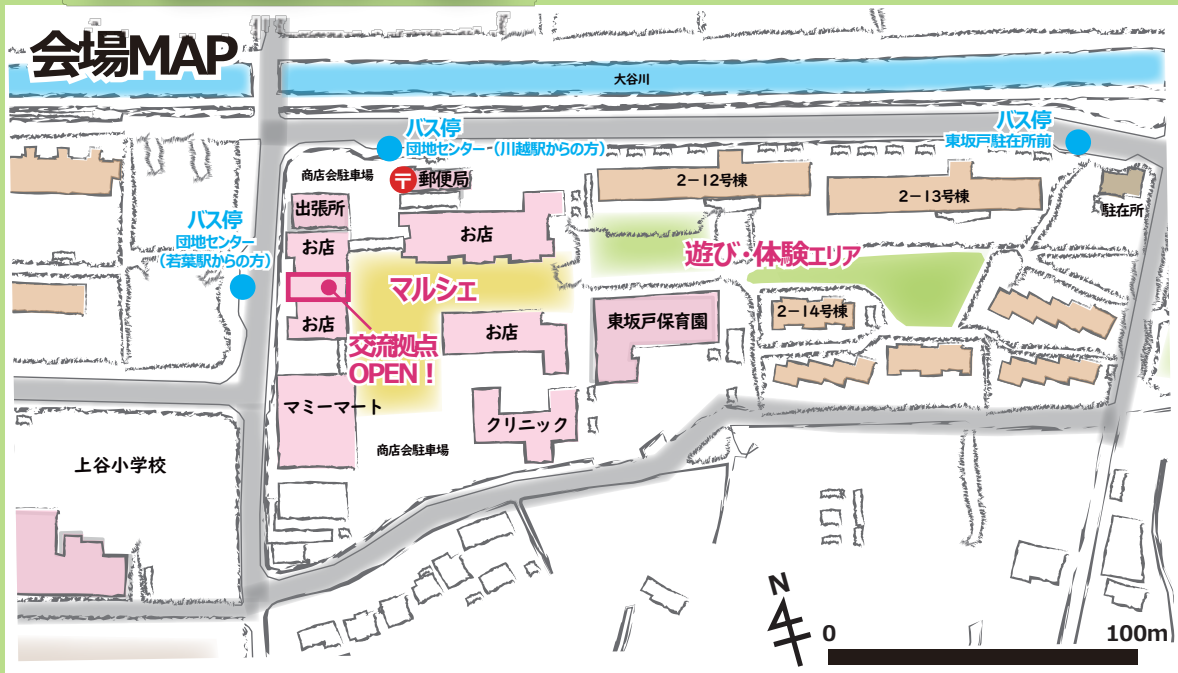 会場MAP
大谷川
バス停
団地センター（川越駅からの方）
バス停
東坂戸駐在所前
商店会駐車場
〒郵便局
2-12号棟
2-13号棟
駐在所
出張所
バス停
団地センター
（若葉駅からの方）
お店
お店
遊び・体験エリア
マルシェ
お店
お店
東坂戸保育園
2-14号棟
交流拠点
OPEN！
マミーマート
クリニック
商店会駐車場
上谷小学校
N
0
100m